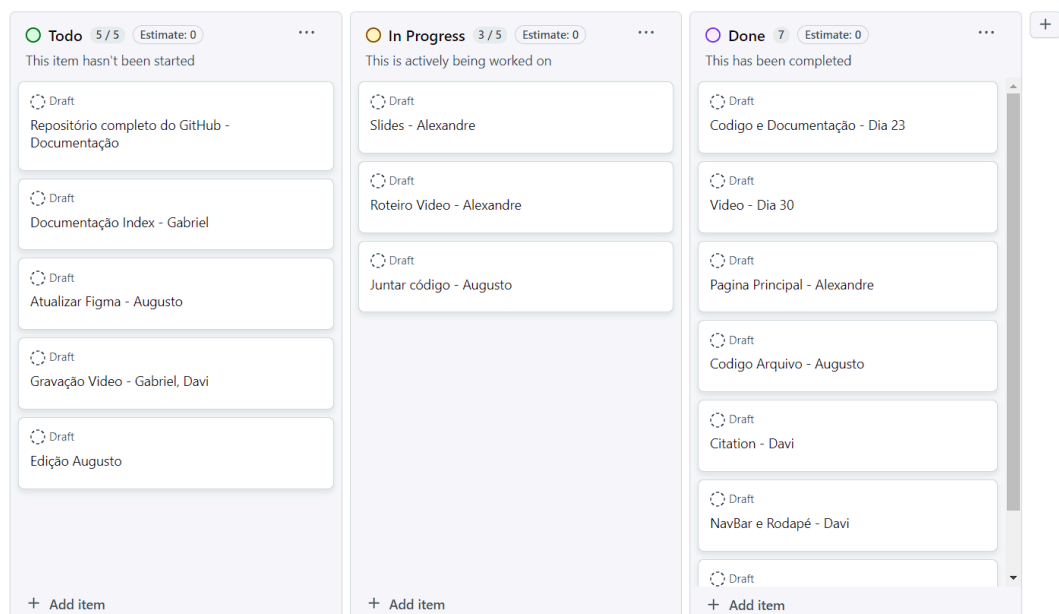 Todo 5 / 5 Estimate: 0
This item hasn't been started
Draft
Repositório completo do GitHub -
Documentação
Draft
Documentação Index - Gabriel
Draft
Atualizar Figma - Augusto
Draft
Gravação Video - Gabriel, Davi
Draft
Edição Augusto
+ Add item
In Progress 3 / 5 Estimate: 0
This is actively being worked on
Draft
Slides - Alexandre
Draft
Roteiro Video - Alexandre
Draft
Juntar código - Augusto
+ Add item
Done 7 Estimate: 0
This has been completed
Draft
Codigo e Documentação - Dia 23
Draft
Video - Dia 30
Draft
Pagina Principal - Alexandre
Draft
Codigo Arquivo - Augusto
Draft
Citation - Davi
Draft
NavBar e Rodapé - Davi
Draft
+ Add item